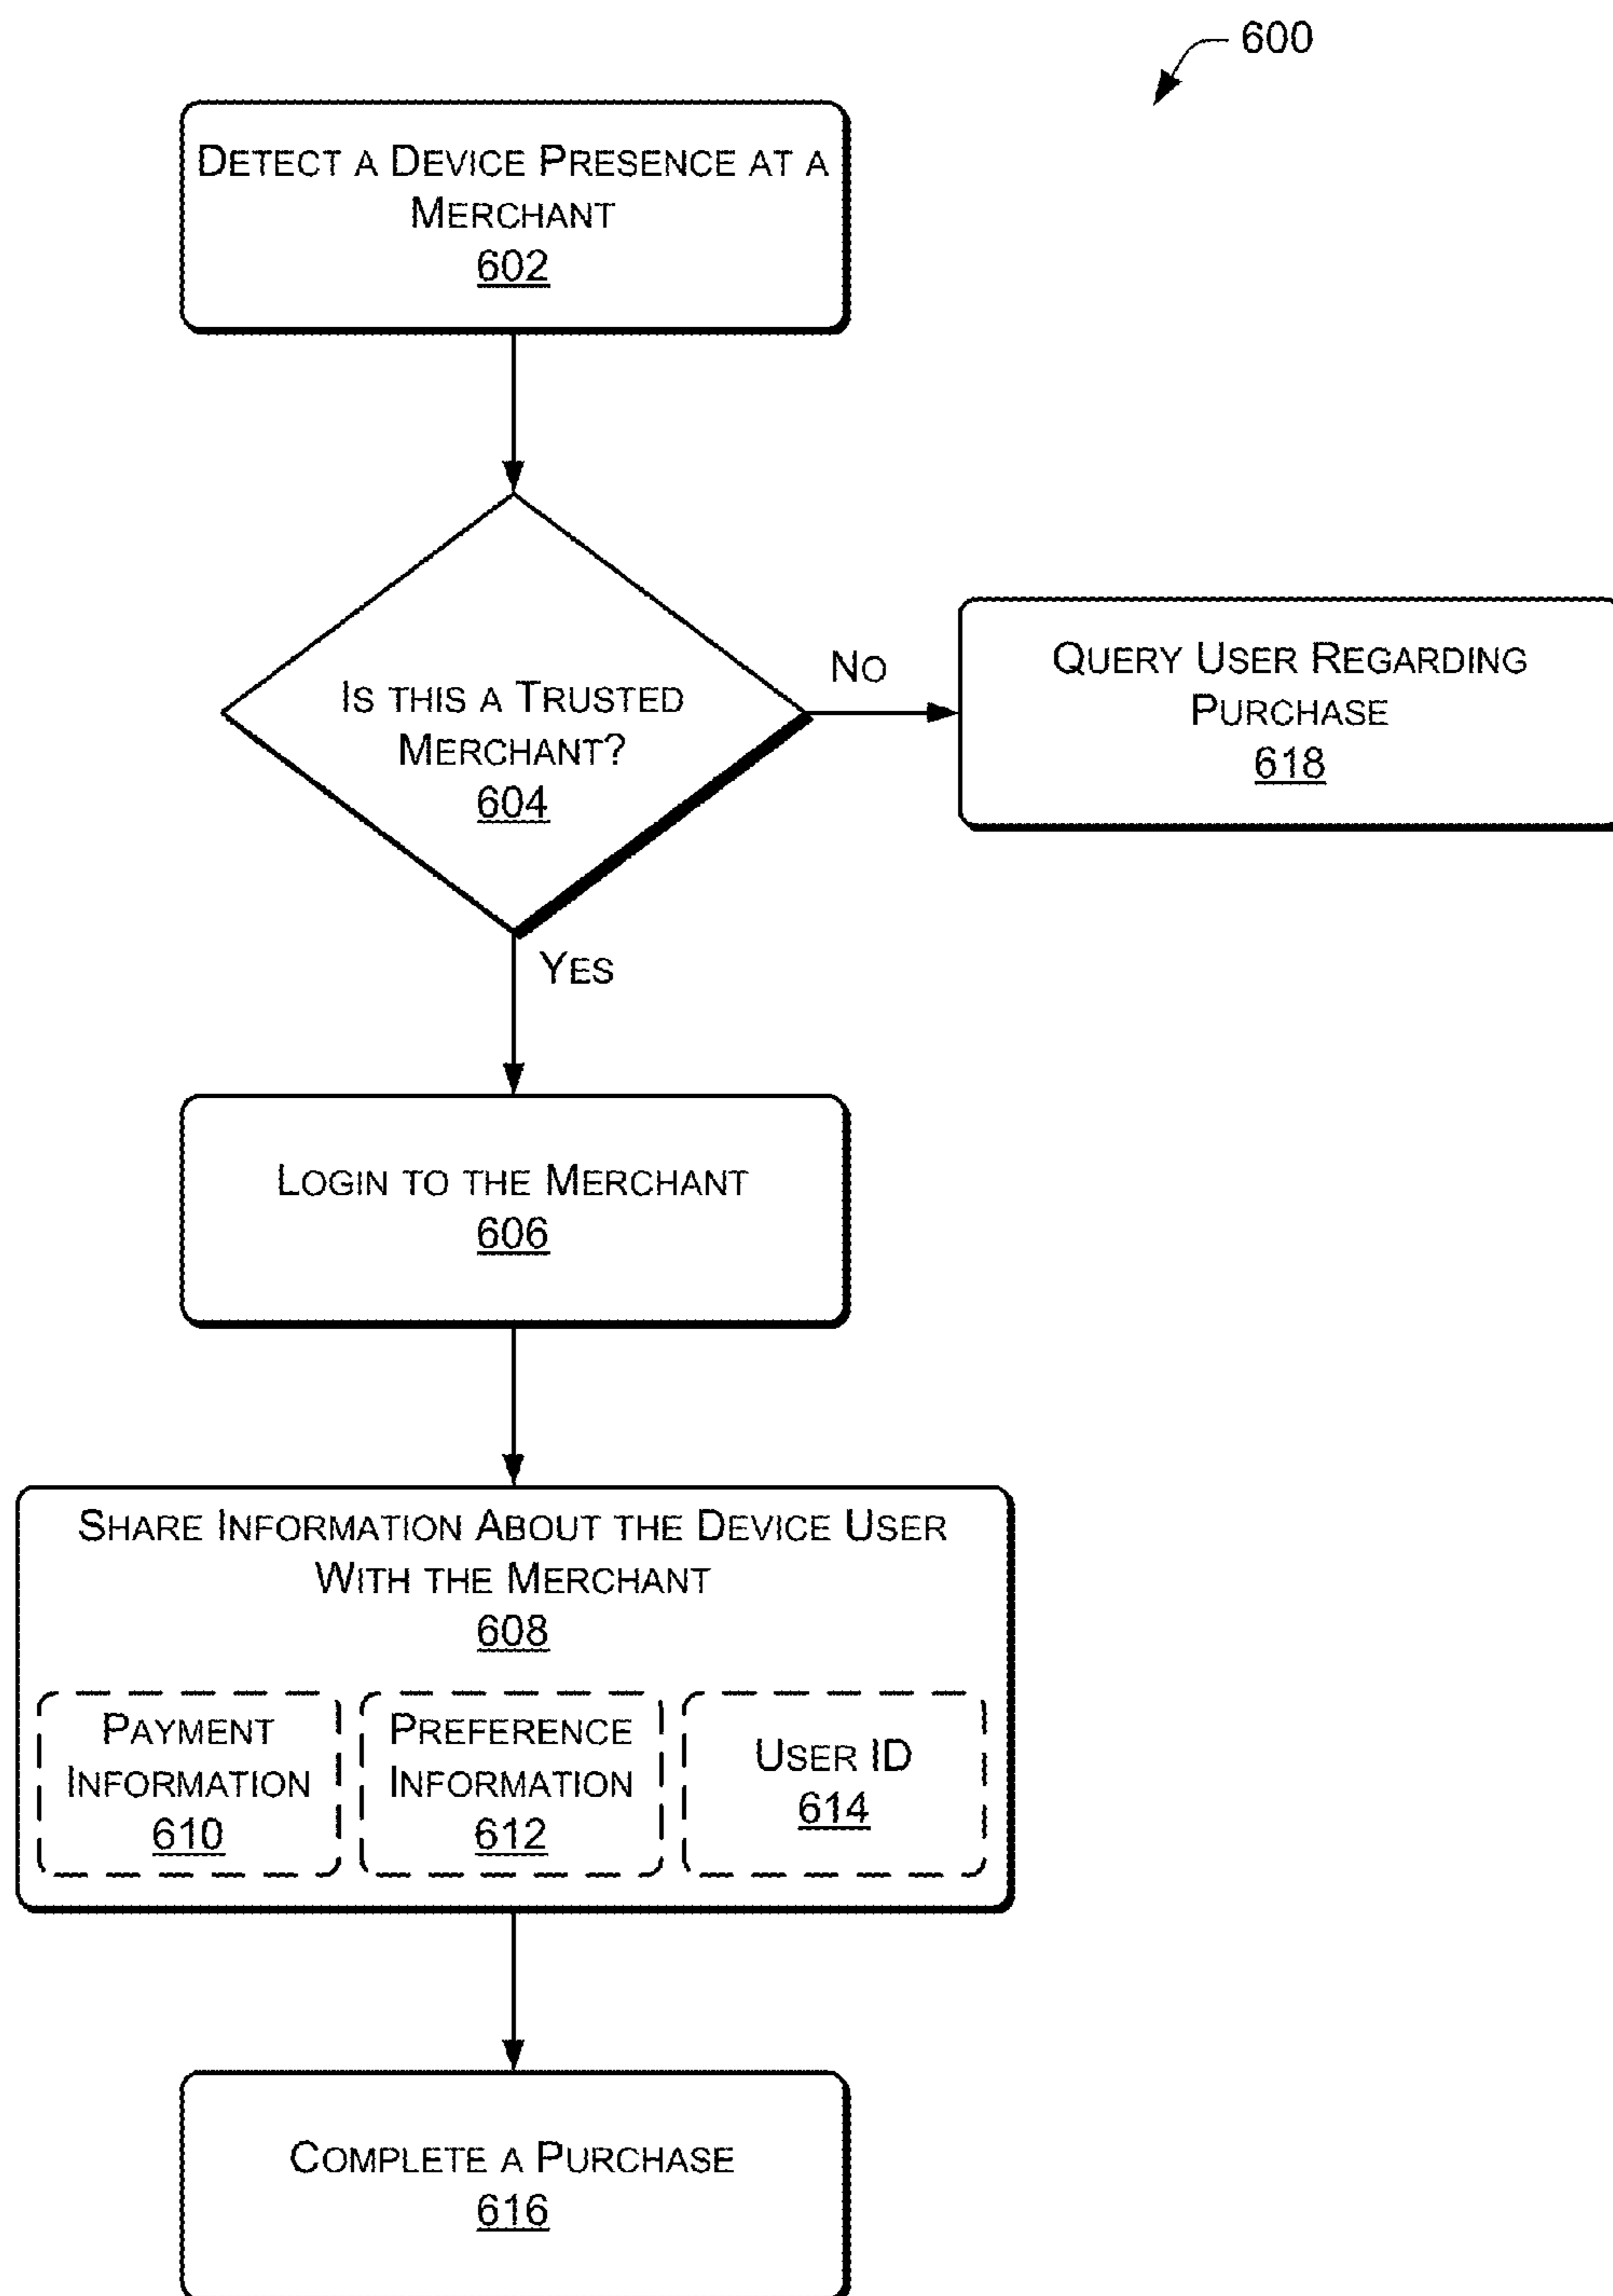 600
DETECT A DEVICE PRESENCE AT A
MERCHANT
602
IS THIS A TRUSTED
MERCHANT?
604
NO
QUERY USER REGARDING
PURCHASE
618
YES
LOGIN TO THE MERCHANT
606
SHARE INFORMATION ABOUT THE DEVICE USER
WITH THE MERCHANT
608
PAYMENT
INFORMATION
610
PREFERENCE
INFORMATION
612
USER ID
614
COMPLETE A PURCHASE
616